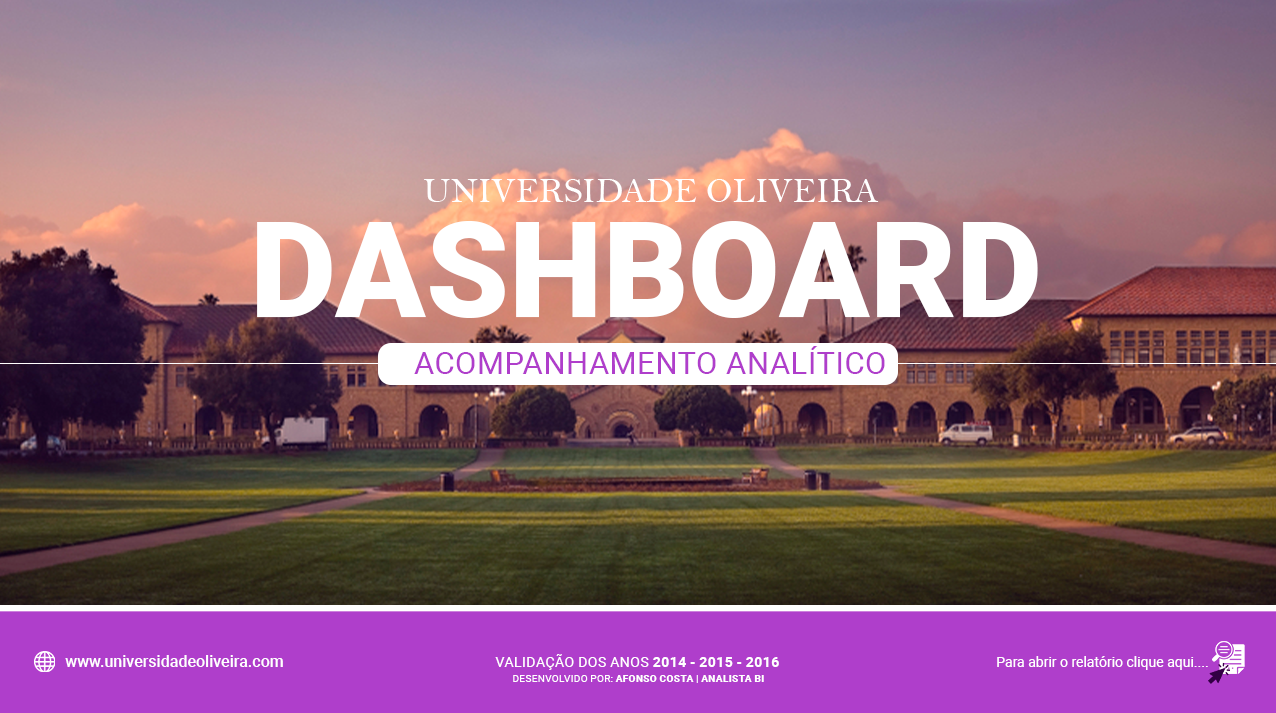 UNIVERSIDADE OLIVEIRA
DASHBOARD
ACOMPANHAMENTO ANALÍTICO
www.universidadeoliveira.com
VALIDAÇÃO DOS ANOS 2014 - 2015 - 2016
DESENVOLVIDO POR: AFONSO COSTA | ANALISTA BI
Para abrir o relatório clique aqui....